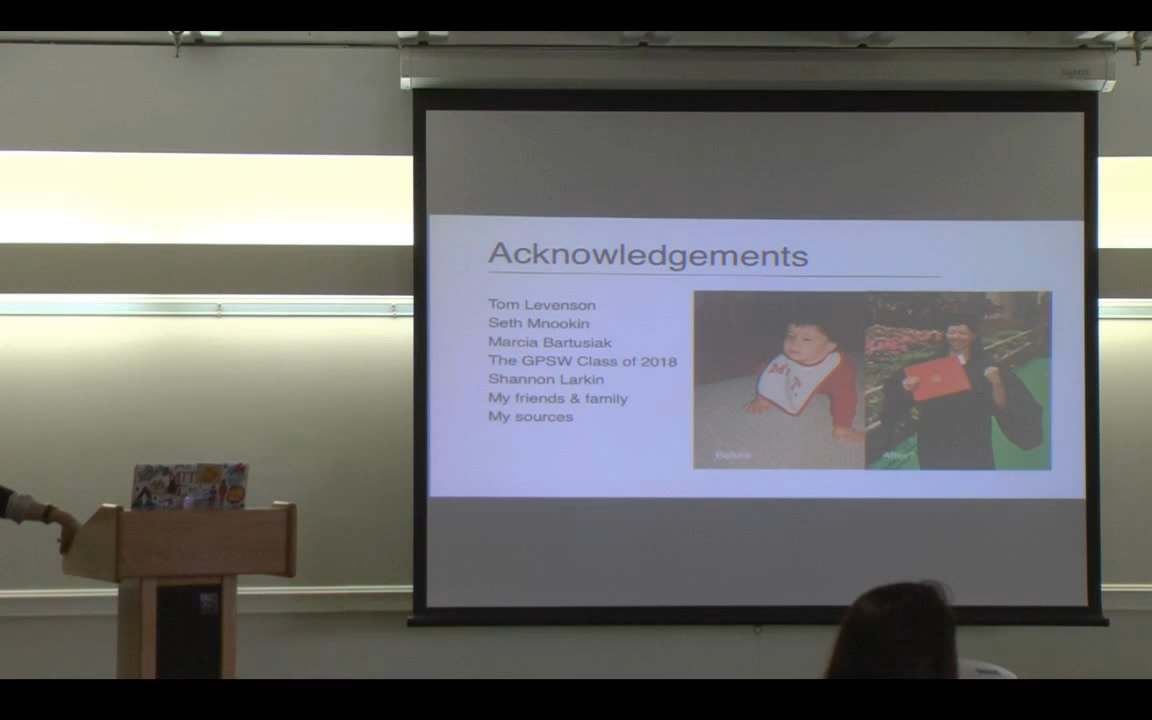 Acknowledgements
Tom Levenson
Seth Mnookin
Marcia Bartusiak
The GPSW Class of 2018
Shannon Larkin
My friends & family
My sources
MIT
Before
After?
MIT